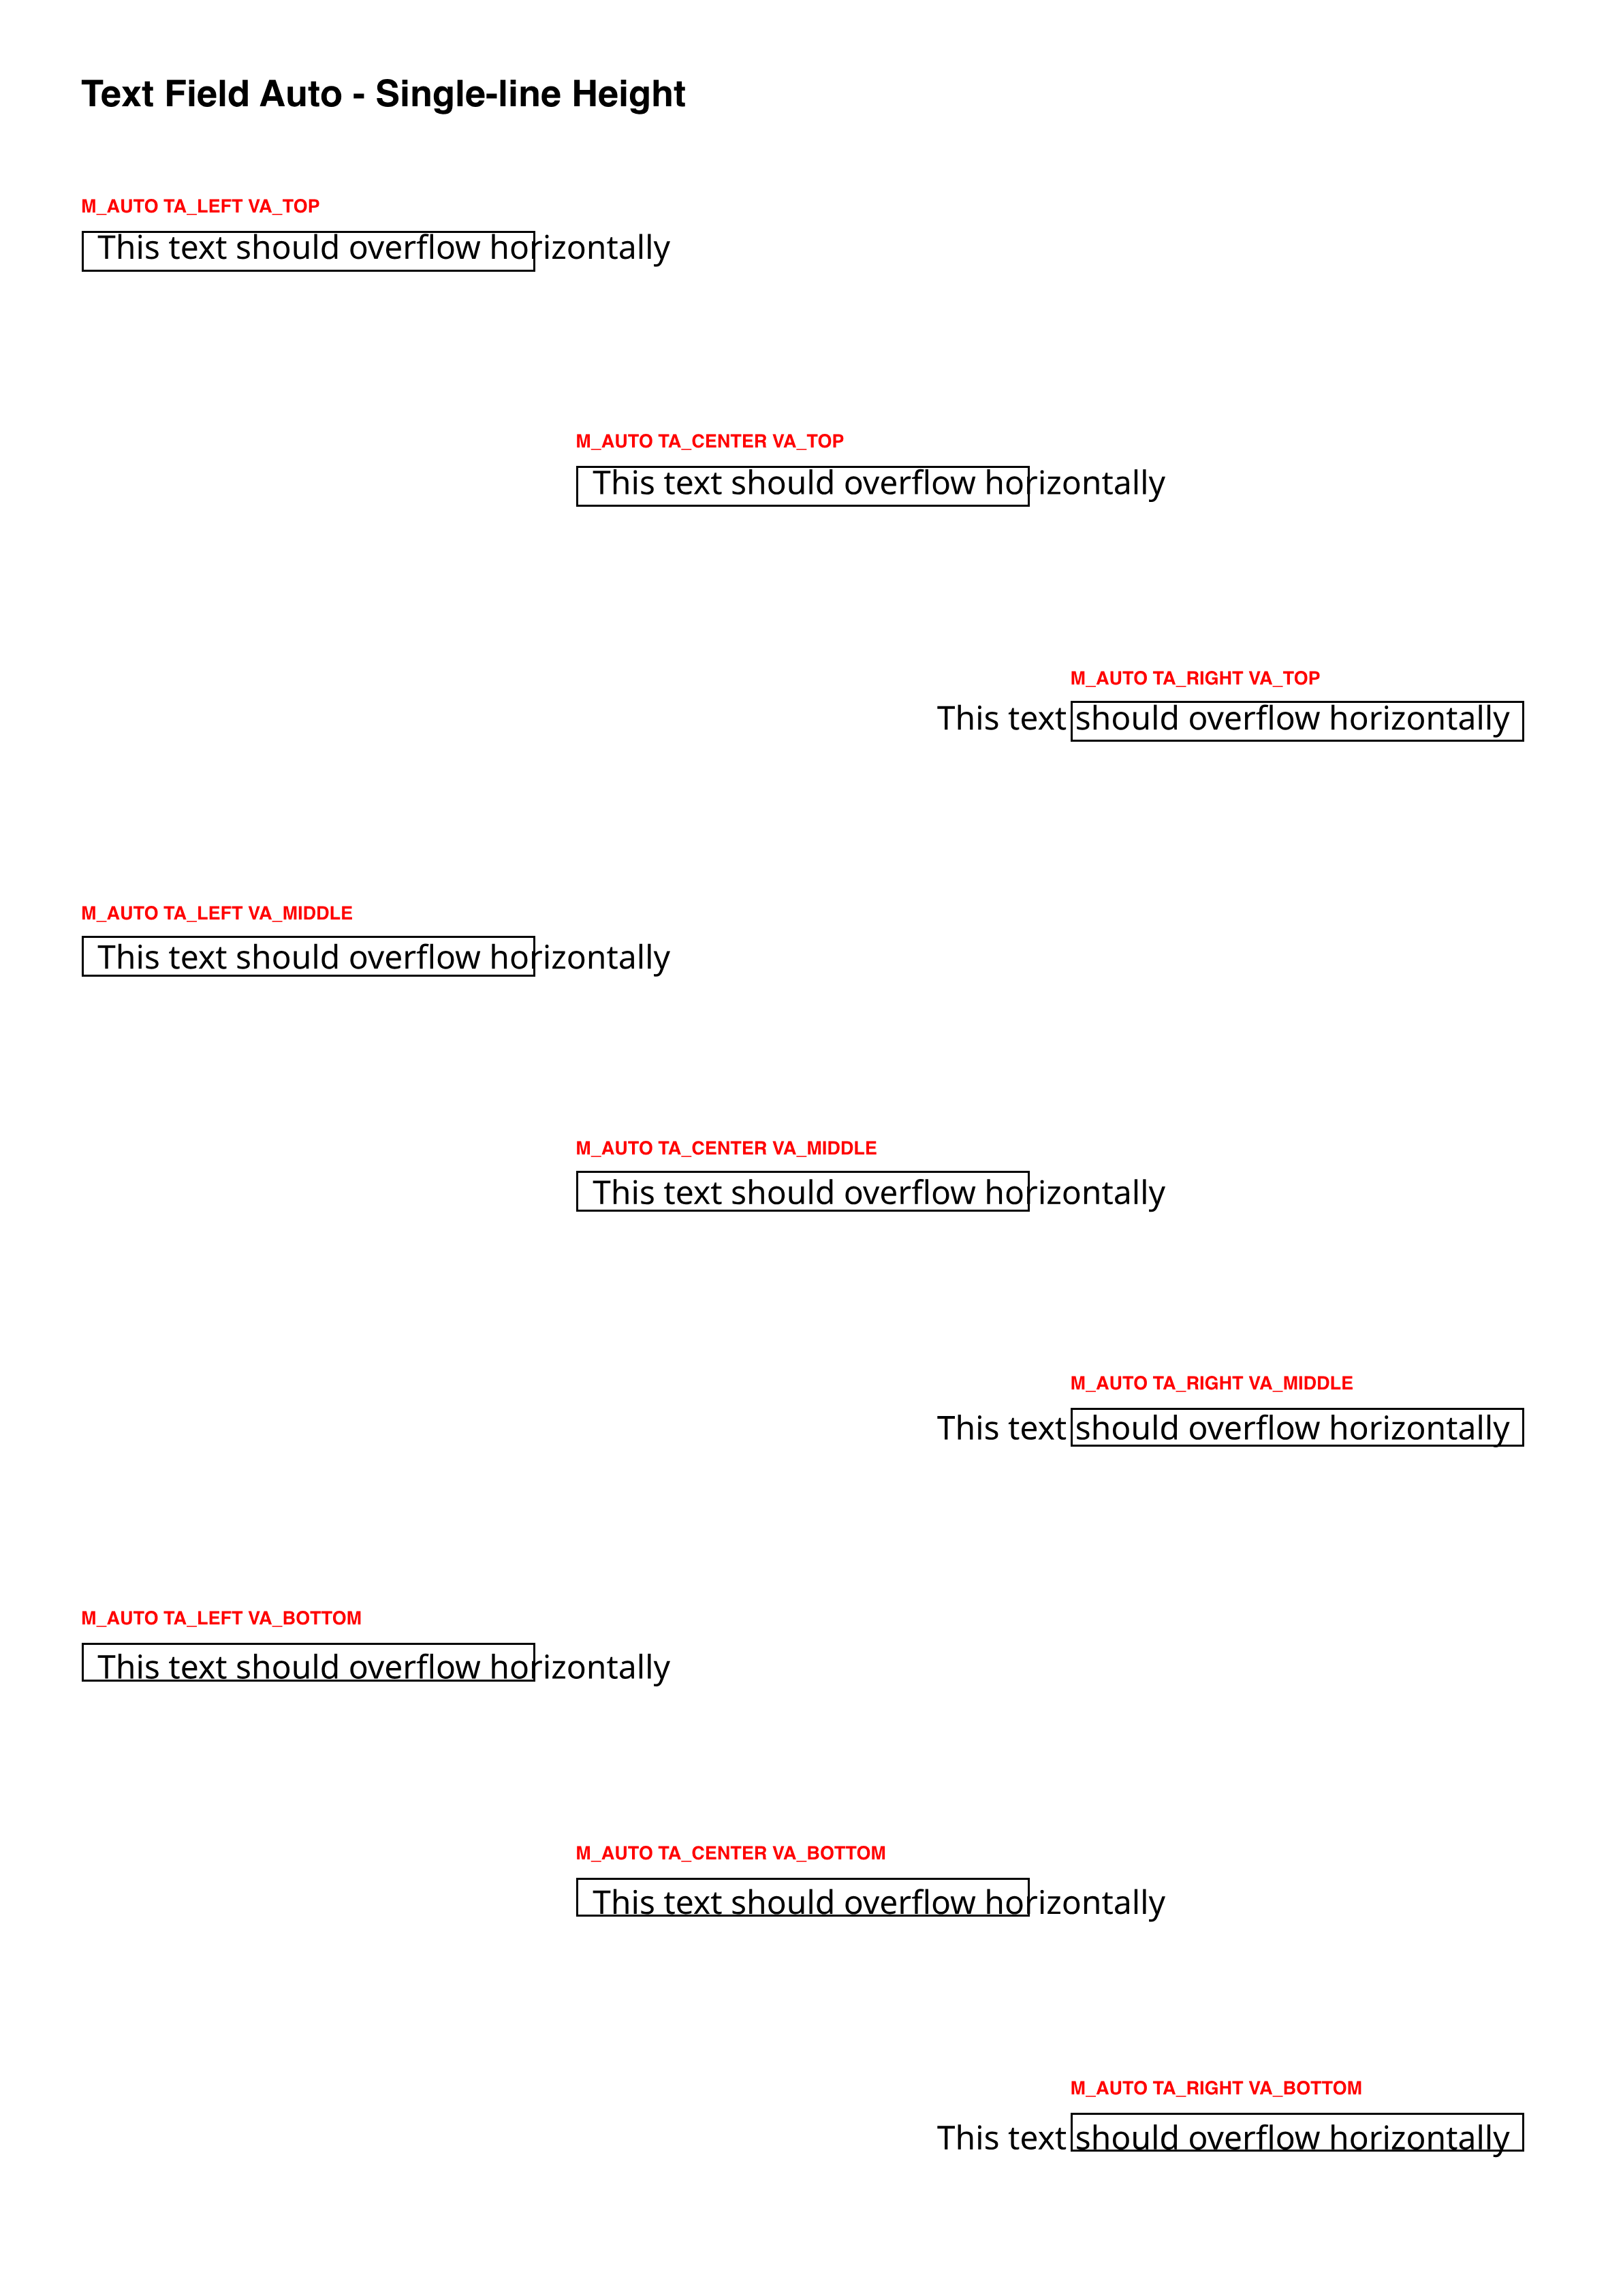 Text Field Auto - Single-line Height
M_AUTO TA_LEFT VA_TOP
This text should overflow horizontally
M_AUTO TA_CENTER VA_TOP
This text should overflow horizontally
M_AUTO TA_RIGHT VA_TOP
This text should overflow horizontally
M_AUTO TA_LEFT VA_MIDDLE
This text should overflow horizontally
M_AUTO TA_CENTER VA_MIDDLE
This text should overflow horizontally
M_AUTO TA_RIGHT VA_MIDDLE
This text should overflow horizontally
M_AUTO TA_LEFT VA_BOTTOM
This text should overflow horizontally
M_AUTO TA_CENTER VA_BOTTOM
This text should overflow horizontally
M_AUTO TA_RIGHT VA_BOTTOM
This text should overflow horizontally